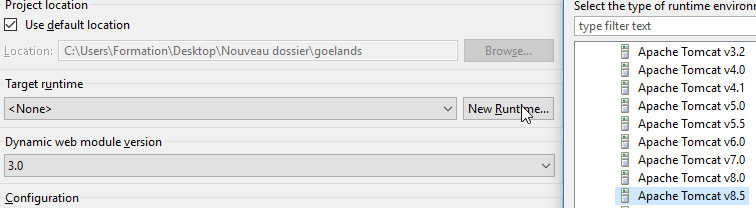 Project location
Use default location
Location: C:\Users\Formation\Desktop\Nouveau dossier\goelands Browse...
Target runtime
<None> New Runtime...
Dynamic web module version
3.0
Configuration
Select the type of runtime environ
type filter text
Apache Tomcat v3.2
Apache Tomcat v4.0
Apache Tomcat v4.1
Apache Tomcat v5.0
Apache Tomcat v5.5
Apache Tomcat v6.0
Apache Tomcat v7.0
Apache Tomcat v8.0
Apache Tomcat v8.5